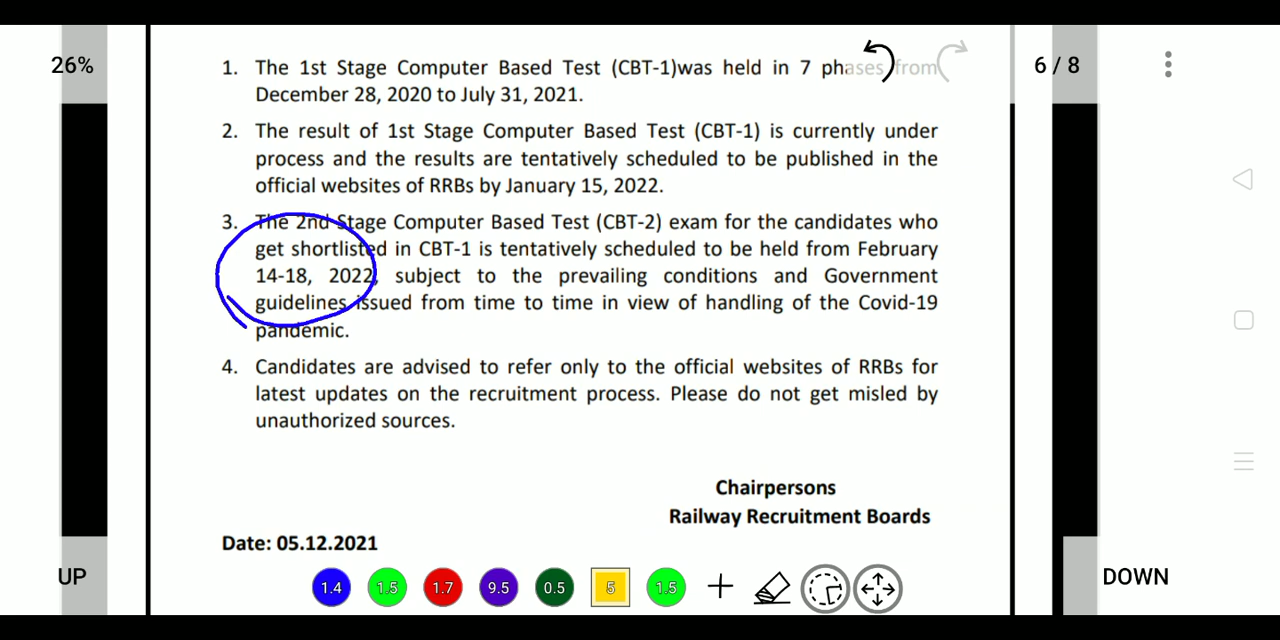 26%
6 / 8
1. The 1st Stage Computer Based Test (CBT-1)was held in 7 phases from
December 28, 2020 to July 31, 2021.
2. The result of 1st Stage Computer Based Test (CBT-1) is currently under
process and the results are tentatively scheduled to be published in the
official websites of RRBs by January 15, 2022.
3. The 2nd Stage Computer Based Test (CBT-2) exam for the candidates who
get shortlisted in CBT-1 is tentatively scheduled to be held from February
14-18, 2022, subject to the prevailing conditions and Government
guidelines issued from time to time in view of handling of the Covid-19
pandemic.
4. Candidates are advised to refer only to the official websites of RRBs for
latest updates on the recruitment process. Please do not get misled by
unauthorized sources.
Chairpersons
Railway Recruitment Boards
Date: 05.12.2021
UP
1.4 1.5 1.7 9.5 0.5 5 1.5
DOWN